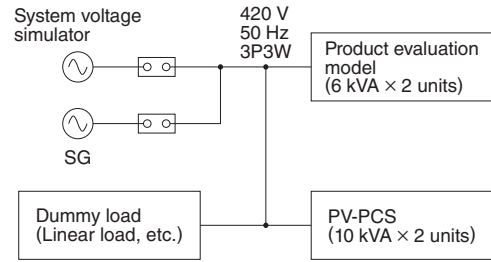 System voltage
simulator
420 V
50 Hz
3P3W
Product evaluation
model
(6 kVA × 2 units)
SG
Dummy load
(Linear load, etc.)
PV-PCS
(10 kVA × 2 units)